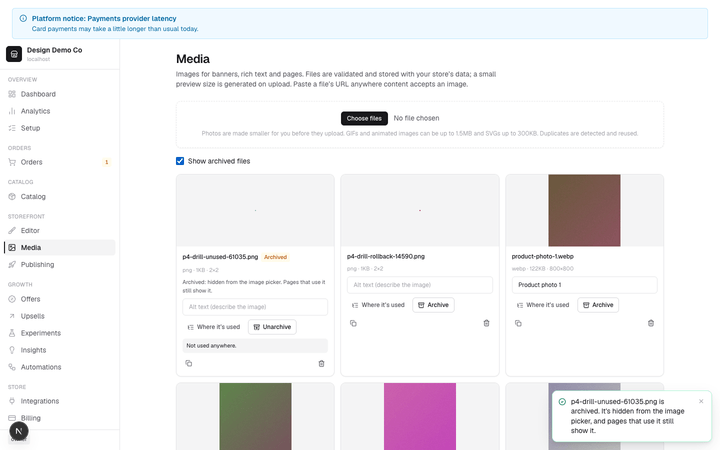 Platform notice: Payments provider latency
Card payments may take a little longer than usual today.
Design Demo Co
localhost
OVERVIEW
Dashboard
Analytics
Setup
ORDERS
Orders 1
CATALOG
Catalog
STOREFRONT
Editor
Media
Publishing
GROWTH
Offers
Upsells
Experiments
Insights
Automations
STORE
Integrations
Billing
N
Media
Images for banners, rich text and pages. Files are validated and stored with your store's data; a small
preview size is generated on upload. Paste a file's URL anywhere content accepts an image.
Choose files No file chosen
Photos are made smaller for you before they upload. GIFs and animated images can be up to 1.5MB and SVGs up to 300KB. Duplicates are detected and reused.
Show archived files
p4-drill-unused-61035.png Archived
png · 1KB · 2×2
Archived: hidden from the image picker. Pages that use it
still show it.
Alt text (describe the image)
Where it's used Unarchive
Not used anywhere.
p4-drill-rollback-14590.png
png · 1KB · 2×2
Alt text (describe the image)
Where it's used Archive
product-photo-1.webp
webp · 122KB · 800×800
Product photo 1
Where it's used Archive
p4-drill-unused-61035.png is
archived. It's hidden from the image
picker, and pages that use it still
show it.